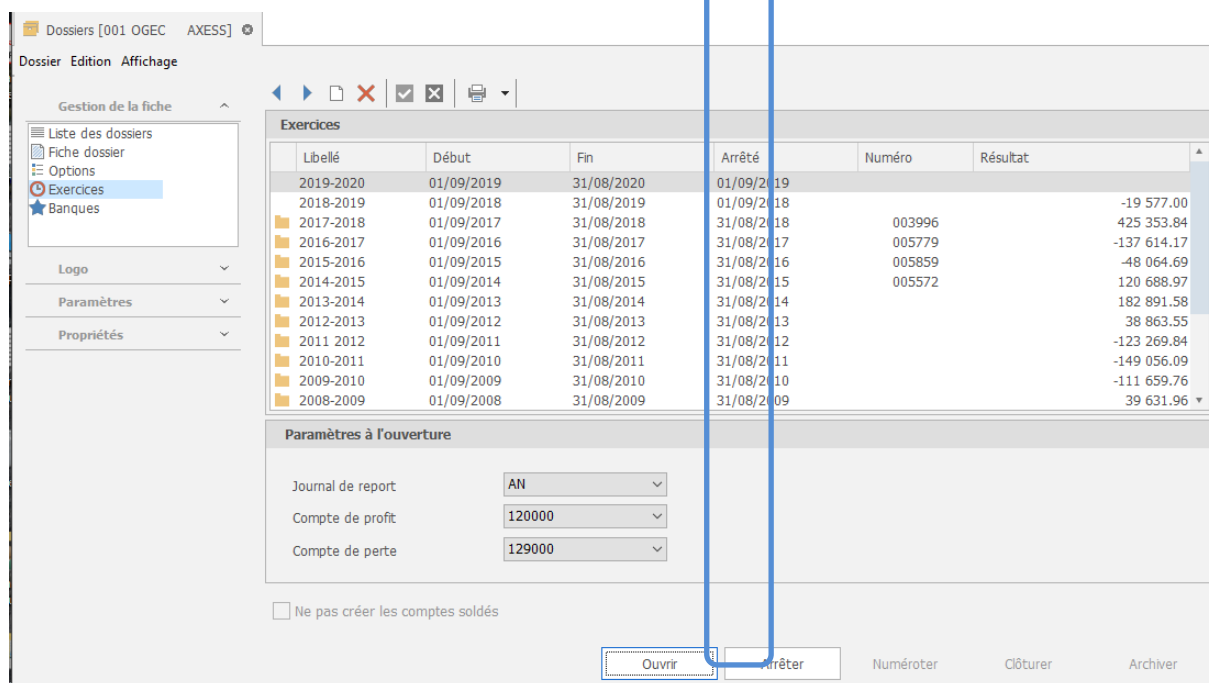 Dossiers [001 OGEC AXESS]
Dossier Edition Affichage
Gestion de la fiche
Liste des dossiers
Fiche dossier
Options
Exercices
Banques
Logo
Paramètres
Propriétés
Exercices
Libellé Début Fin Arrêté Numéro Résultat
2019-2020 01/09/2019 31/08/2020 01/09/2019
2018-2019 01/09/2018 31/08/2019 01/09/2018 -19 577.00
2017-2018 01/09/2017 31/08/2018 31/08/2018 003996 425 353.84
2016-2017 01/09/2016 31/08/2017 31/08/2017 005779 -137 614.17
2015-2016 01/09/2015 31/08/2016 31/08/2016 005859 -48 064.69
2014-2015 01/09/2014 31/08/2015 31/08/2015 005572 120 688.97
2013-2014 01/09/2013 31/08/2014 31/08/2014 182 891.58
2012-2013 01/09/2012 31/08/2013 31/08/2013 38 863.55
2011 2012 01/09/2011 31/08/2012 31/08/2012 -123 269.84
2010-2011 01/09/2010 31/08/2011 31/08/2011 -149 056.09
2009-2010 01/09/2009 31/08/2010 31/08/2010 -111 659.76
2008-2009 01/09/2008 31/08/2009 31/08/2009 39 631.96
Paramètres à l'ouverture
Journal de report AN
Compte de profit 120000
Compte de perte 129000
Ne pas créer les comptes soldés
Ouvrir Arrêter Numéroter Clôturer Archiver